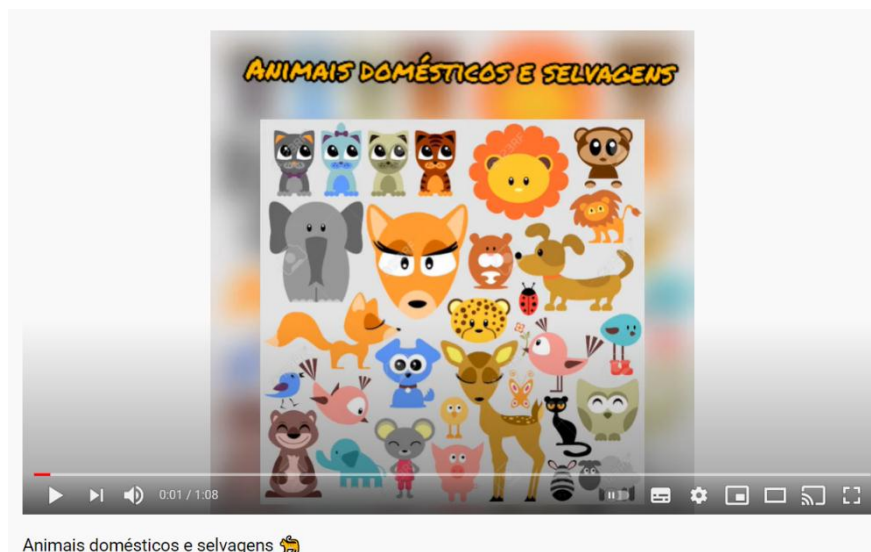 ANIMAIS DOMÉSTICOS E SELVAGENS
0:01 / 1:08
Animais domésticos e selvagens 🐈